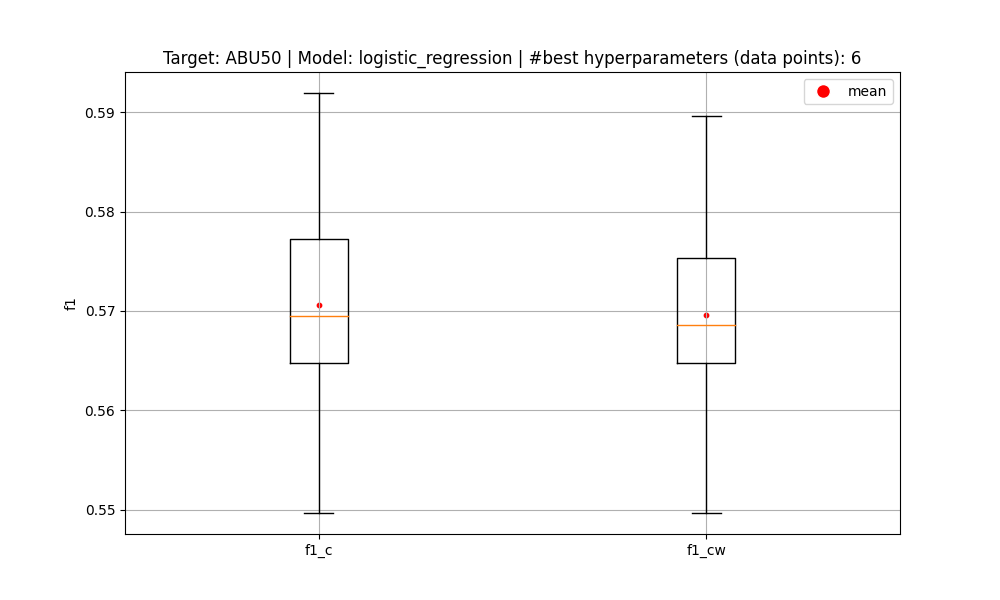 Target: ABU50 | Model: logistic_regression | #best hyperparameters (data points): 6
mean
0.59
0.58
0.57
0.56
0.55
f1
f1_c
f1_cw